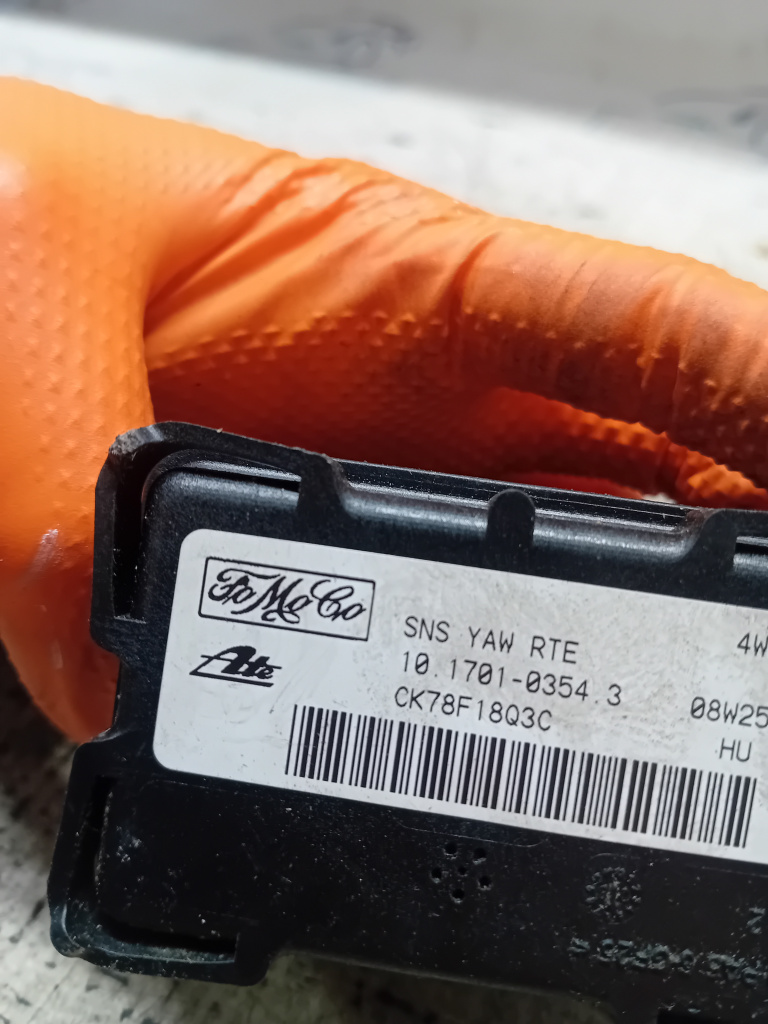 FoMoCo
Ate
SNS YAW RTE
4W
10.1701-0354.3
08W25
CK78F18Q3C
HU